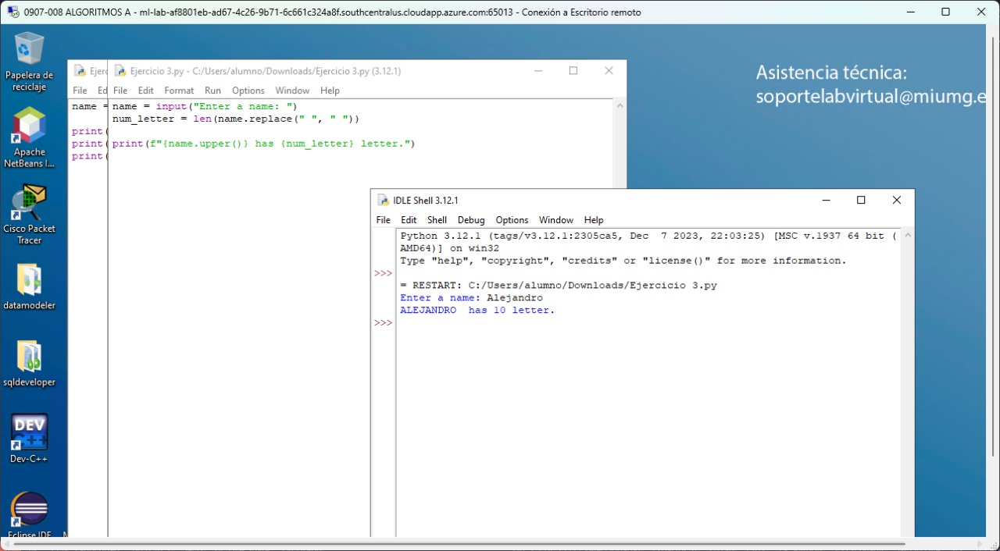 0907-008 ALGORITMOS A - ml-lab-af8801eb-ad67-4c26-9b71-6c661c324a8f.southcentralus.cloudapp.azure.com:65013 - Conexión a Escritorio remoto
Papelera de
reciclaje
Apache
NetBeans I...
Cisco Packet
Tracer
datamodeler
sqldeveloper
DEV
C++
Dev-C++
Eclipse IDE
Asistencia técnica:
soportelabvirtual@miumg.e
Ejerc
File Ed
name =
print(
print(
print(
Ejercicio 3.py - C:/Users/alumno/Downloads/Ejercicio 3.py (3.12.1)
File Edit Format Run Options Window Help
name = input("Enter a name: ")
num_letter = len(name.replace(" ", " "))
print(f"{name.upper()} has {num_letter} letter.")
IDLE Shell 3.12.1
File Edit Shell Debug Options Window Help
Python 3.12.1 (tags/v3.12.1:2305ca5, Dec  7 2023, 22:03:25) [MSC v.1937 64 bit (
AMD64)] on win32
Type "help", "copyright", "credits" or "license()" for more information.
>>>
= RESTART: C:/Users/alumno/Downloads/Ejercicio 3.py
Enter a name: Alejandro
ALEJANDRO  has 10 letter.
>>>